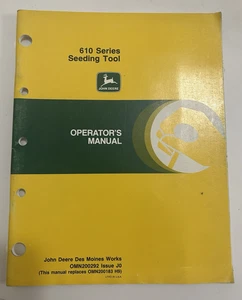 610 Series
Seeding Tool
JOHN DEERE
OPERATOR'S
MANUAL
John Deere Des Moines Works
OMN200292 Issue J0
(This manual replaces OMN200183 H9)